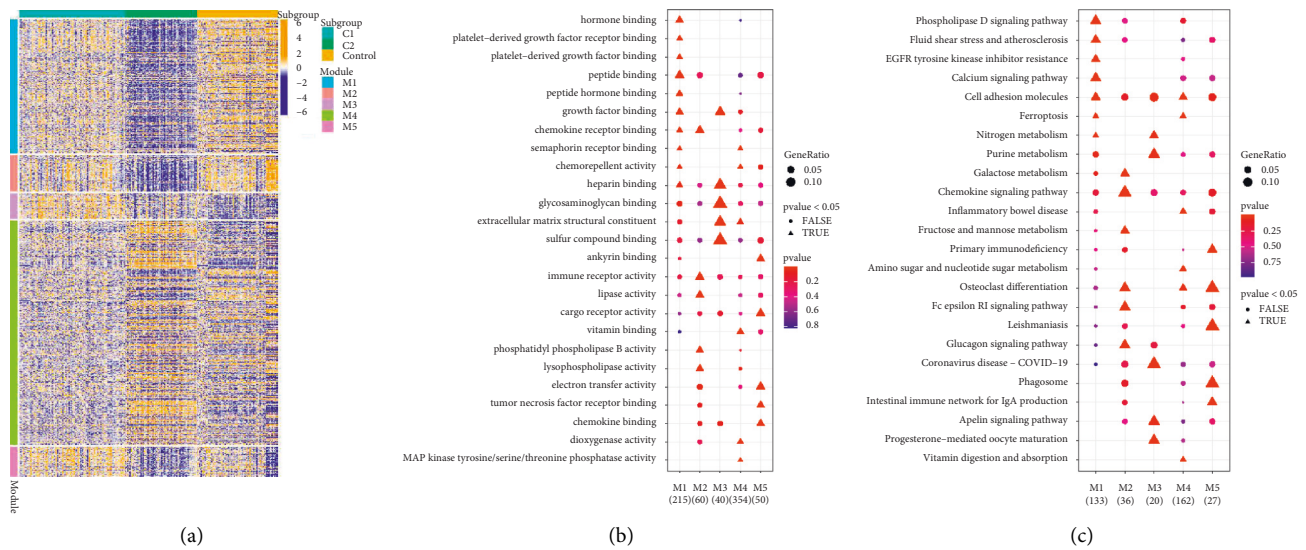 Subgroup
6
4
2
0
−2
−4
−6
Subgroup
C1
C2
Control
Module
M1
M2
M3
M4
M5
Module
(a)
hormone binding
platelet−derived growth factor receptor binding
platelet−derived growth factor binding
peptide binding
peptide hormone binding
growth factor binding
chemokine receptor binding
semaphorin receptor binding
chemorepellent activity
heparin binding
glycosaminoglycan binding
extracellular matrix structural constituent
sulfur compound binding
ankyrin binding
immune receptor activity
lipase activity
cargo receptor activity
vitamin binding
phosphatidyl phospholipase B activity
lysophospholipase activity
electron transfer activity
tumor necrosis factor receptor binding
chemokine binding
dioxygenase activity
MAP kinase tyrosine/serine/threonine phosphatase activity
M1 M2 M3 M4 M5
(215) (60) (40) (354) (50)
GeneRatio
0.05
0.10
pvalue < 0.05
FALSE
TRUE
pvalue
0.2
0.4
0.6
0.8
(b)
Phospholipase D signaling pathway
Fluid shear stress and atherosclerosis
EGFR tyrosine kinase inhibitor resistance
Calcium signaling pathway
Cell adhesion molecules
Ferroptosis
Nitrogen metabolism
Purine metabolism
Galactose metabolism
Chemokine signaling pathway
Inflammatory bowel disease
Fructose and mannose metabolism
Primary immunodeficiency
Amino sugar and nucleotide sugar metabolism
Osteoclast differentiation
Fc epsilon RI signaling pathway
Leishmaniasis
Glucagon signaling pathway
Coronavirus disease − COVID−19
Phagosome
Intestinal immune network for IgA production
Apelin signaling pathway
Progesterone−mediated oocyte maturation
Vitamin digestion and absorption
M1 M2 M3 M4 M5
(133) (36) (20) (162) (27)
GeneRatio
0.05
0.10
pvalue
0.25
0.50
0.75
pvalue < 0.05
FALSE
TRUE
(c)